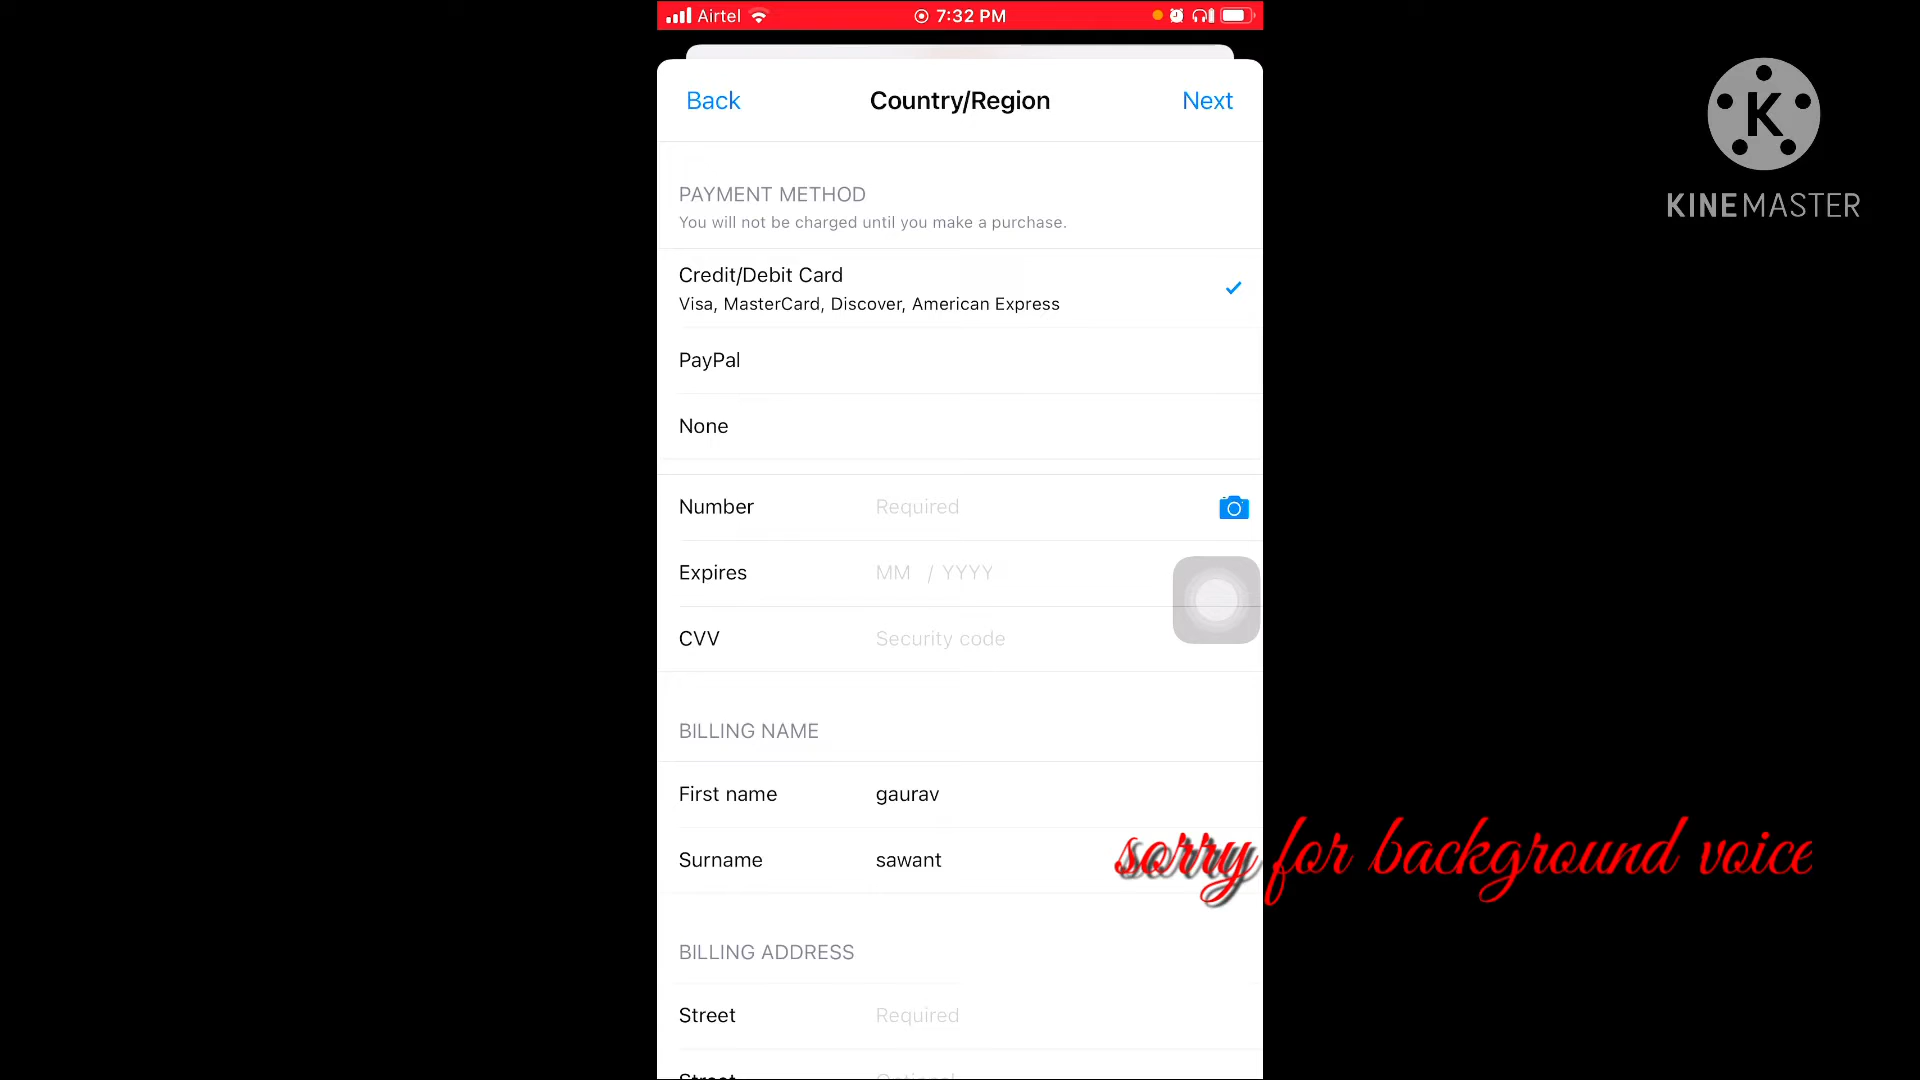 Airtel 7:32 PM
Back Country/Region Next
PAYMENT METHOD
You will not be charged until you make a purchase.
Credit/Debit Card
Visa, MasterCard, Discover, American Express
PayPal
None
Number Required
Expires MM / YYYY
CVV Security code
BILLING NAME
First name gaurav
Surname sawant
BILLING ADDRESS
Street Required
Street Optional
K
KINEMASTER
sorry for background voice